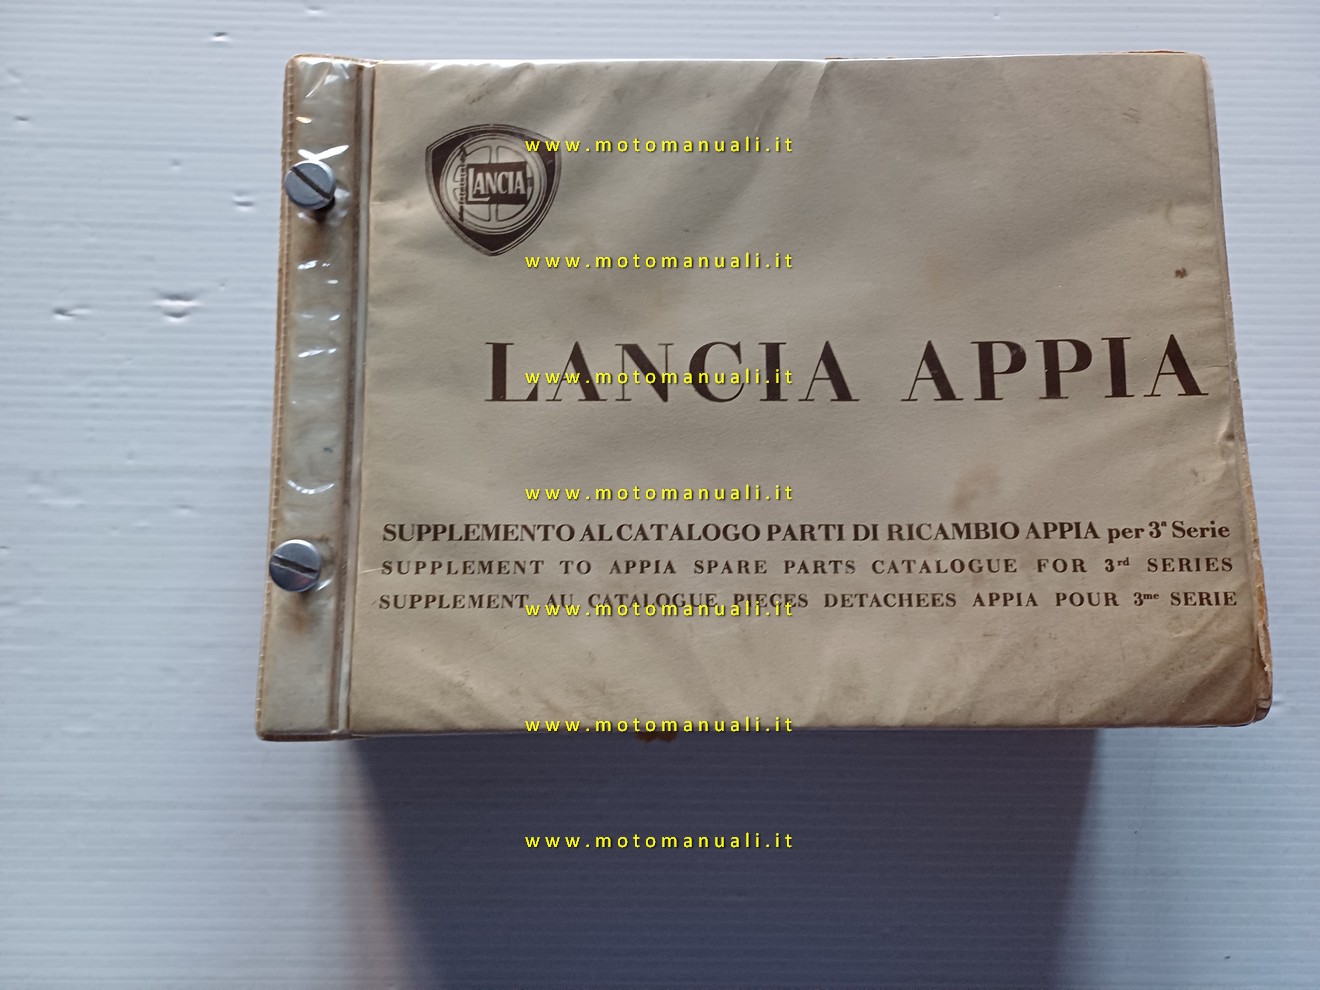 www.motomanuali.it
LANCIA
www.motomanuali.it
LANCIA APPIA
www.motomanuali.it
www.motomanuali.it
SUPPLEMENTO AL CATALOGO PARTI DI RICAMBIO APPIA per 3ª Serie
SUPPLEMENT TO APPIA SPARE PARTS CATALOGUE FOR 3rd SERIES
SUPPLEMENT AU CATALOGUE PIECES DETACHEES APPIA POUR 3me SERIE
www.motomanuali.it
www.motomanuali.it
www.motomanuali.it